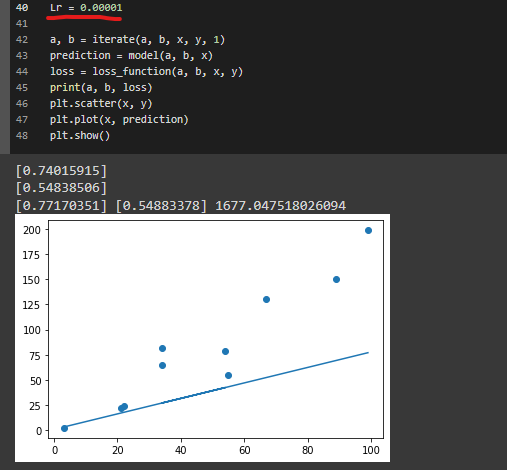 40 Lr = 0.00001
41
42 a, b = iterate(a, b, x, y, 1)
43 prediction = model(a, b, x)
44 loss = loss_function(a, b, x, y)
45 print(a, b, loss)
46 plt.scatter(x, y)
47 plt.plot(x, prediction)
48 plt.show()
[0.74015915]
[0.54838506]
[0.77170351] [0.54883378] 1677.047518026094
200
175
150
125
100
75
50
25
0
0 20 40 60 80 100